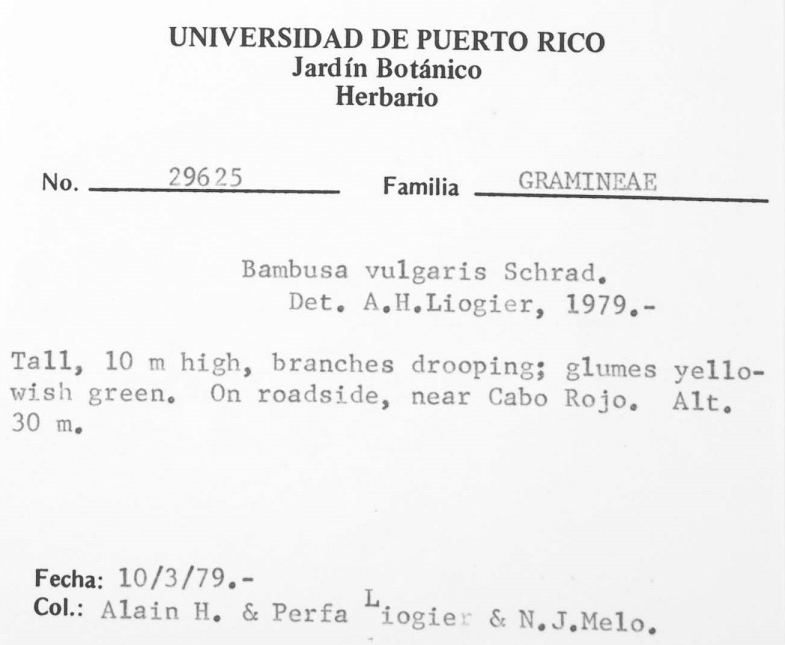 UNIVERSIDAD DE PUERTO RICO
Jardín Botánico
Herbario
No. 29625 Familia GRAMINEAE
Bambusa vulgaris Schrad.
Det. A.H.Liogier, 1979.-
Tall, 10 m high, branches drooping; glumes yello-
wish green. On roadside, near Cabo Rojo. Alt.
30 m.
Fecha: 10/3/79.-
Col.: Alain H. & Perfa Liogier & N.J.Melo.